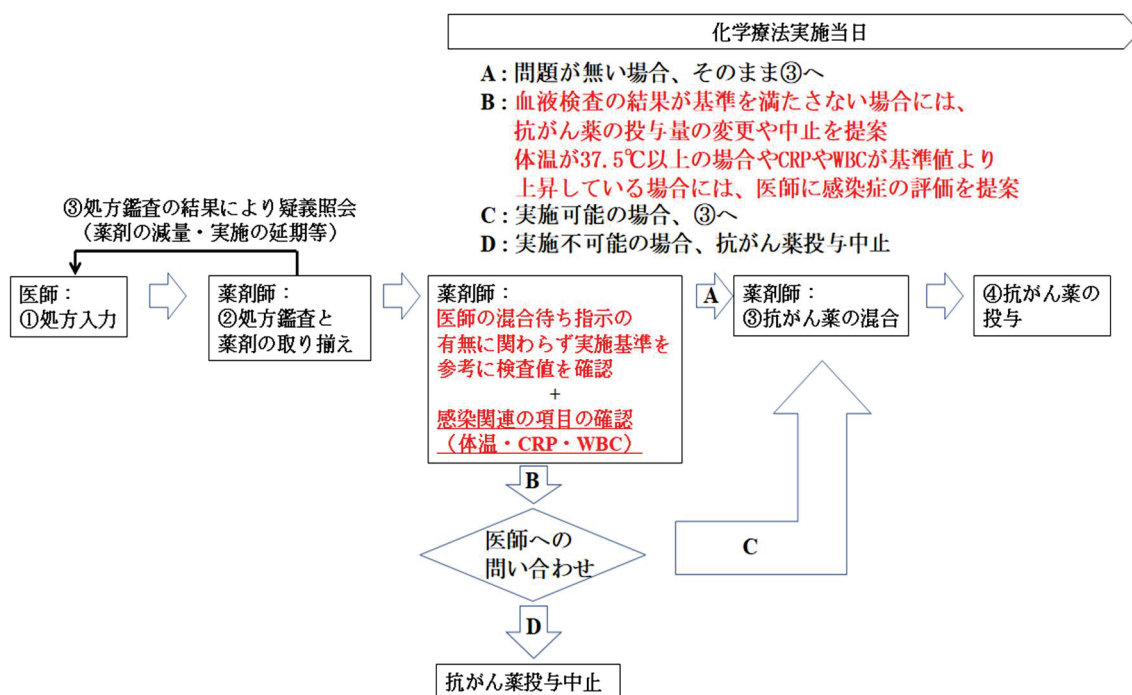 化学療法実施当日
A：問題が無い場合、そのまま③へ
B：血液検査の結果が基準を満たさない場合には、
抗がん薬の投与量の変更や中止を提案
体温が37.5℃以上の場合やCRPやWBCが基準値より
上昇している場合には、医師に感染症の評価を提案
C：実施可能の場合、③へ
D：実施不可能の場合、抗がん薬投与中止
③処方鑑査の結果により疑義照会
（薬剤の減量・実施の延期等）
医師：
①処方入力
薬剤師：
②処方鑑査と
薬剤の取り揃え
薬剤師：
医師の混合待ち指示の
有無に関わらず実施基準を
参考に検査値を確認
+
感染関連の項目の確認
（体温・CRP・WBC）
A
薬剤師：
③抗がん薬の混合
④抗がん薬の
投与
B
医師への
問い合わせ
C
D
抗がん薬投与中止